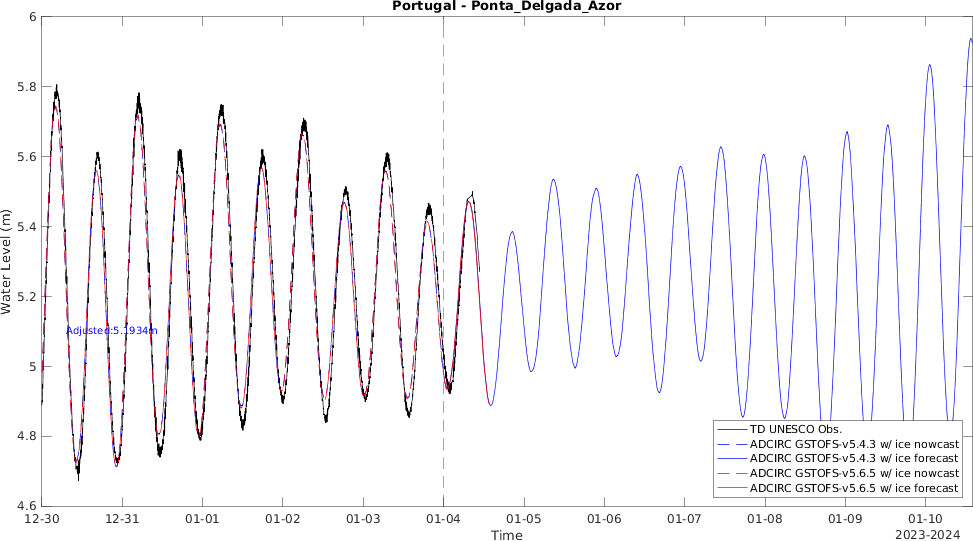 Portugal - Ponta_Delgada_Azor
6
5.8
5.6
5.4
5.2
5
4.8
4.6
Water Level (m)
Adjusted:5.1934m
TD UNESCO Obs.
ADCIRC GSTOFS-v5.4.3 w/ ice nowcast
ADCIRC GSTOFS-v5.4.3 w/ ice forecast
ADCIRC GSTOFS-v5.6.5 w/ ice nowcast
ADCIRC GSTOFS-v5.6.5 w/ ice forecast
12-30 12-31 01-01 01-02 01-03 01-04 01-05 01-06 01-07 01-08 01-09 01-10
Time
2023-2024